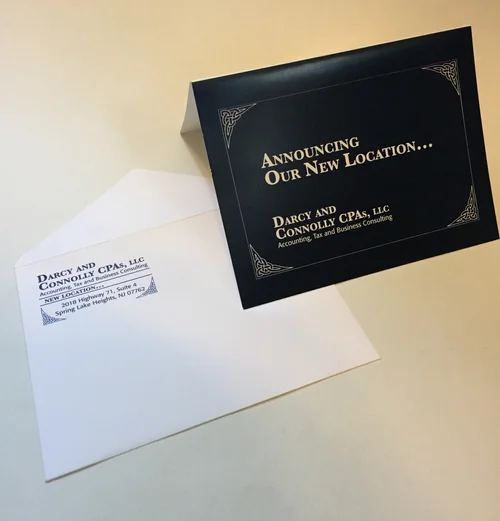 Announcing
Our New Location...
Darcy and
Connolly CPAs, LLC
Accounting, Tax and Business Consulting
Darcy and
Connolly CPAs, LLC
Accounting, Tax and Business Consulting
New Location...
2018 Highway 71, Suite 4
Spring Lake Heights, NJ 07762